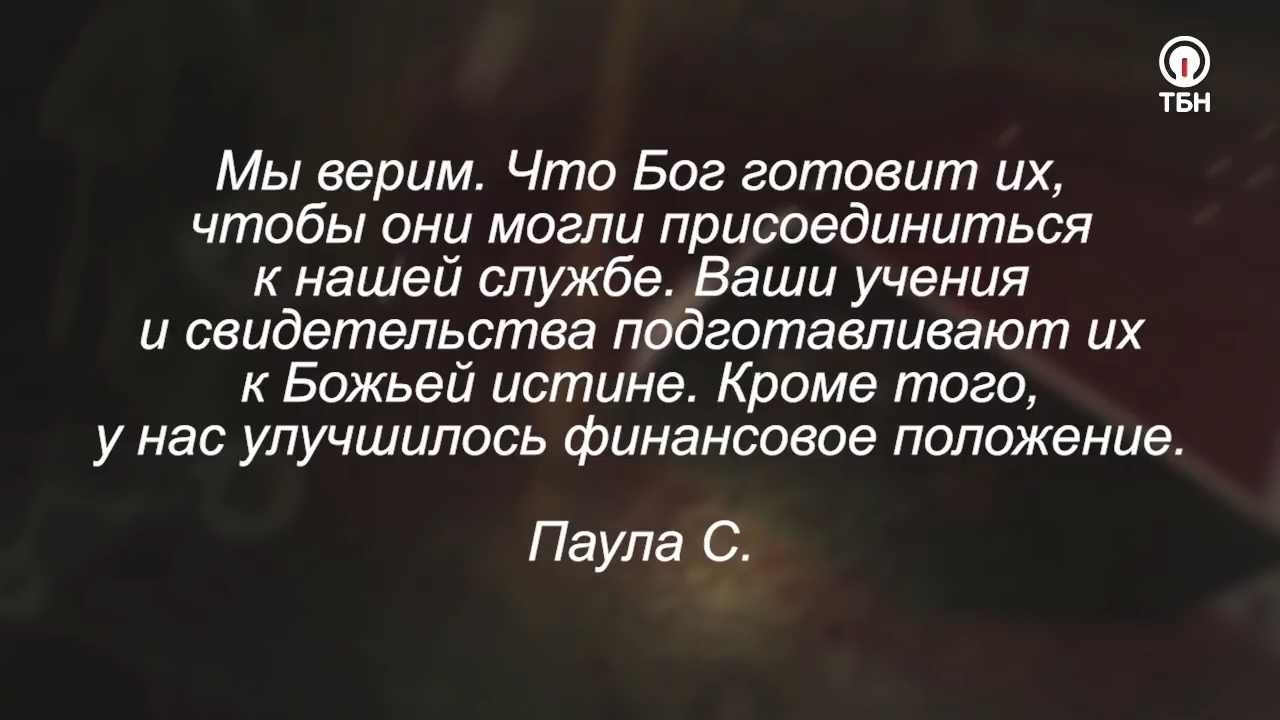 ТБН
Мы верим. Что Бог готовит их,
чтобы они могли присоединиться
к нашей службе. Ваши учения
и свидетельства подготавливают их
к Божьей истине. Кроме того,
у нас улучшилось финансовое положение.
Паула С.